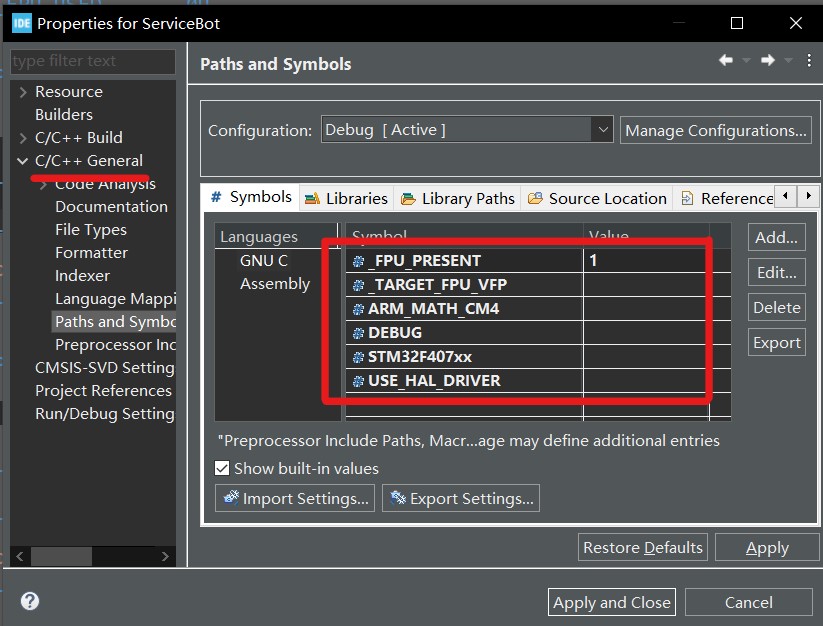 IDE Properties for ServiceBot
type filter text
Resource
Builders
C/C++ Build
C/C++ General
Code Analysis
Documentation
File Types
Formatter
Indexer
Language Mappi
Paths and Symbo
Preprocessor Inc
CMSIS-SVD Setting
Project References
Run/Debug Setting
Paths and Symbols
Configuration: Debug [ Active ] Manage Configurations...
# Symbols Libraries Library Paths Source Location Reference
Languages Symbol Value
GNU C
Assembly
# _FPU_PRESENT 1
# _TARGET_FPU_VFP
# ARM_MATH_CM4
# DEBUG
# STM32F407xx
# USE_HAL_DRIVER
Add...
Edit...
Delete
Export
"Preprocessor Include Paths, Macr...age may define additional entries
Show built-in values
Import Settings... Export Settings...
Restore Defaults Apply
? Apply and Close Cancel